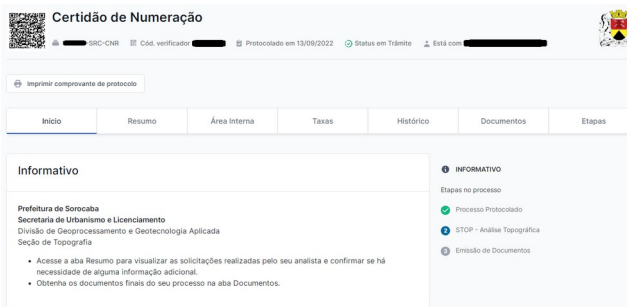 Certidão de Numeração
-SRC-CNR Cód. verificador Protocolado em 13/09/2022 Status em Trâmite Está com
Imprimir comprovante de protocolo
Início Resumo Área Interna Taxas Histórico Documentos Etapas
Informativo
Prefeitura de Sorocaba
Secretaria de Urbanismo e Licenciamento
Divisão de Geoprocessamento e Geotecnologia Aplicada
Seção de Topografia
• Acesse a aba Resumo para visualizar as solicitações realizadas pelo seu analista e confirmar se há
necessidade de alguma informação adicional.
• Obtenha os documentos finais do seu processo na aba Documentos.
INFORMATIVO
Etapas no processo
Processo Protocolado
2 STOP - Análise Topográfica
3 Emissão de Documentos